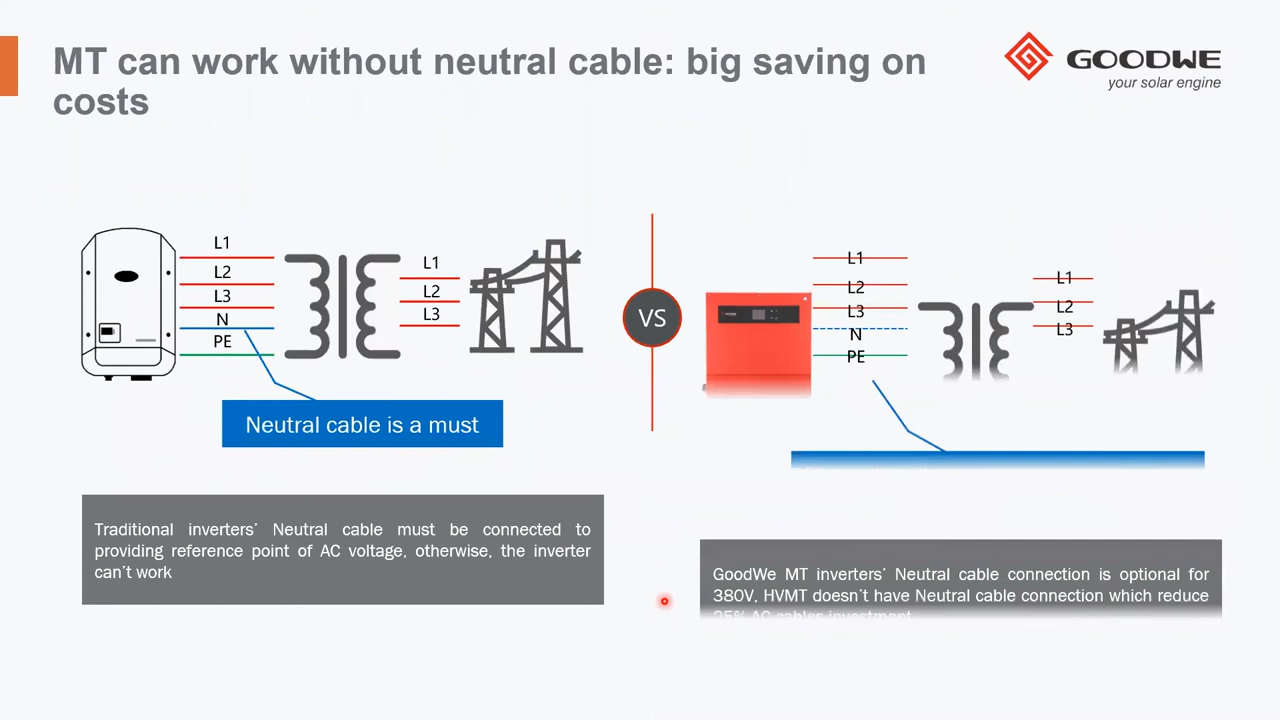 MT can work without neutral cable: big saving on
costs
GOODWE
your solar engine
L1
L2
L3
N
PE
L1
L2
L3
Neutral cable is a must
Traditional inverters' Neutral cable must be connected to
providing reference point of AC voltage, otherwise, the inverter
can't work
VS
L1
L2
L3
N
PE
L1
L2
L3
GoodWe MT inverters' Neutral cable connection is optional for
380V, HVMT doesn't have Neutral cable connection which reduce
AC cables investment